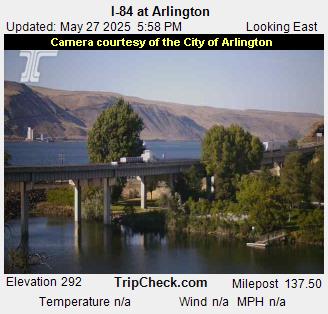 I-84 at Arlington
Updated: May 27 2025  5:58 PM Looking East
Camera courtesy of the City of Arlington
Elevation 292 TripCheck.com Milepost 137.50
Temperature n/a Wind n/a MPH n/a